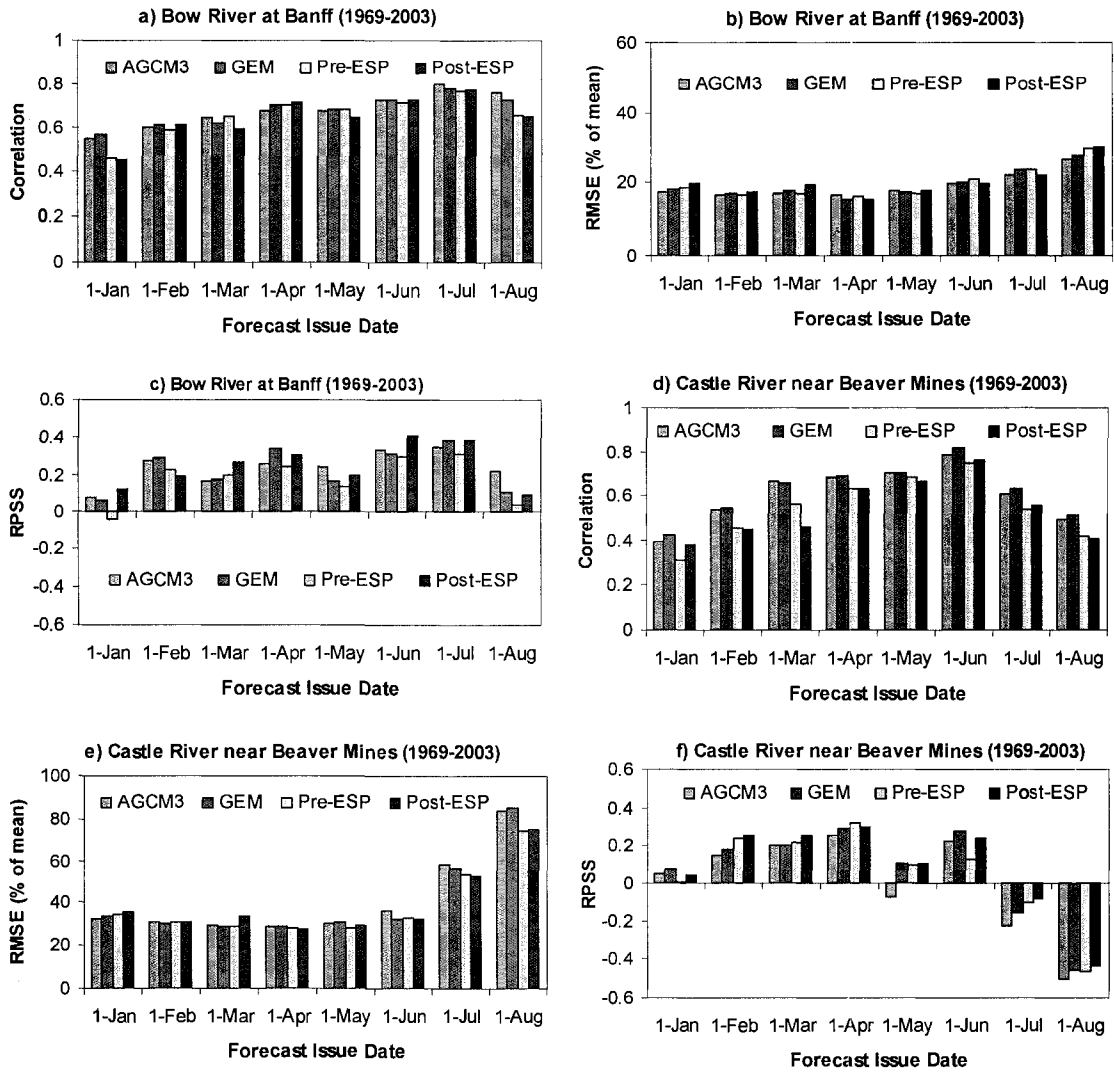 a) Bow River at Banff (1969-2003)
1
0.8
0.6
0.4
0.2
0
Correlation
AGCM3 GEM Pre-ESP Post-ESP
1-Jan 1-Feb 1-Mar 1-Apr 1-May 1-Jun 1-Jul 1-Aug
Forecast Issue Date
b) Bow River at Banff (1969-2003)
60
40
20
0
RMSE (% of mean)
AGCM3 GEM Pre-ESP Post-ESP
1-Jan 1-Feb 1-Mar 1-Apr 1-May 1-Jun 1-Jul 1-Aug
Forecast Issue Date
c) Bow River at Banff (1969-2003)
0.6
0.4
0.2
0
-0.2
-0.4
-0.6
RPSS
AGCM3 GEM Pre-ESP Post-ESP
1-Jan 1-Feb 1-Mar 1-Apr 1-May 1-Jun 1-Jul 1-Aug
Forecast Issue Date
d) Castle River near Beaver Mines (1969-2003)
1
0.8
0.6
0.4
0.2
0
Correlation
AGCM3 GEM Pre-ESP Post-ESP
1-Jan 1-Feb 1-Mar 1-Apr 1-May 1-Jun 1-Jul 1-Aug
Forecast Issue Date
e) Castle River near Beaver Mines (1969-2003)
100
80
60
40
20
0
RMSE (% of mean)
AGCM3 GEM Pre-ESP Post-ESP
1-Jan 1-Feb 1-Mar 1-Apr 1-May 1-Jun 1-Jul 1-Aug
Forecast Issue Date
f) Castle River near Beaver Mines (1969-2003)
0.6
0.4
0.2
0
-0.2
-0.4
-0.6
RPSS
AGCM3 GEM Pre-ESP Post-ESP
1-Jan 1-Feb 1-Mar 1-Apr 1-May 1-Jun 1-Jul 1-Aug
Forecast Issue Date